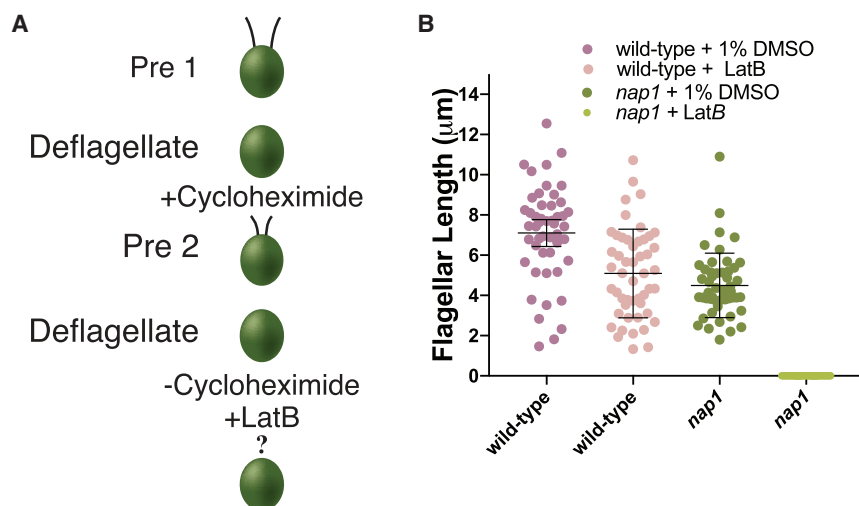 A
Pre 1
Deflagellate
+Cycloheximide
Pre 2
Deflagellate
-Cycloheximide
+LatB
?
B
wild-type + 1% DMSO
wild-type + LatB
nap1 + 1% DMSO
nap1 + LatB
Flagellar Length (μm)
14
12
10
8
6
4
2
0
wild-type
wild-type
nap1
nap1